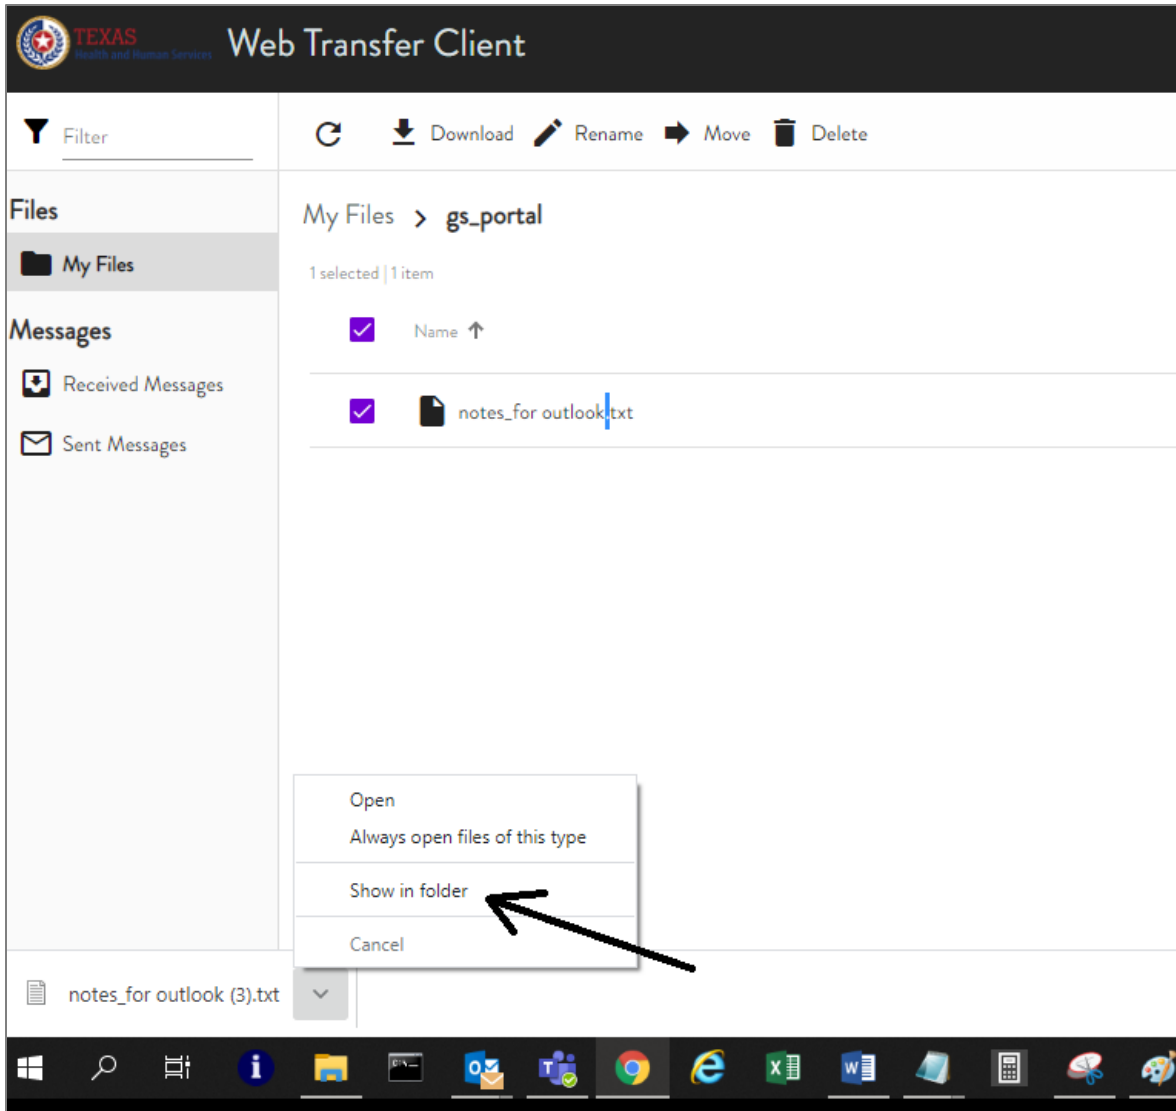 TEXAS
Health and Human Services
Web Transfer Client
Filter
Download Rename Move Delete
Files
My Files
Messages
Received Messages
Sent Messages
My Files > gs_portal
1 selected | 1 item
Name
notes_for outlook.txt
Open
Always open files of this type
Show in folder
Cancel
notes_for outlook (3).txt